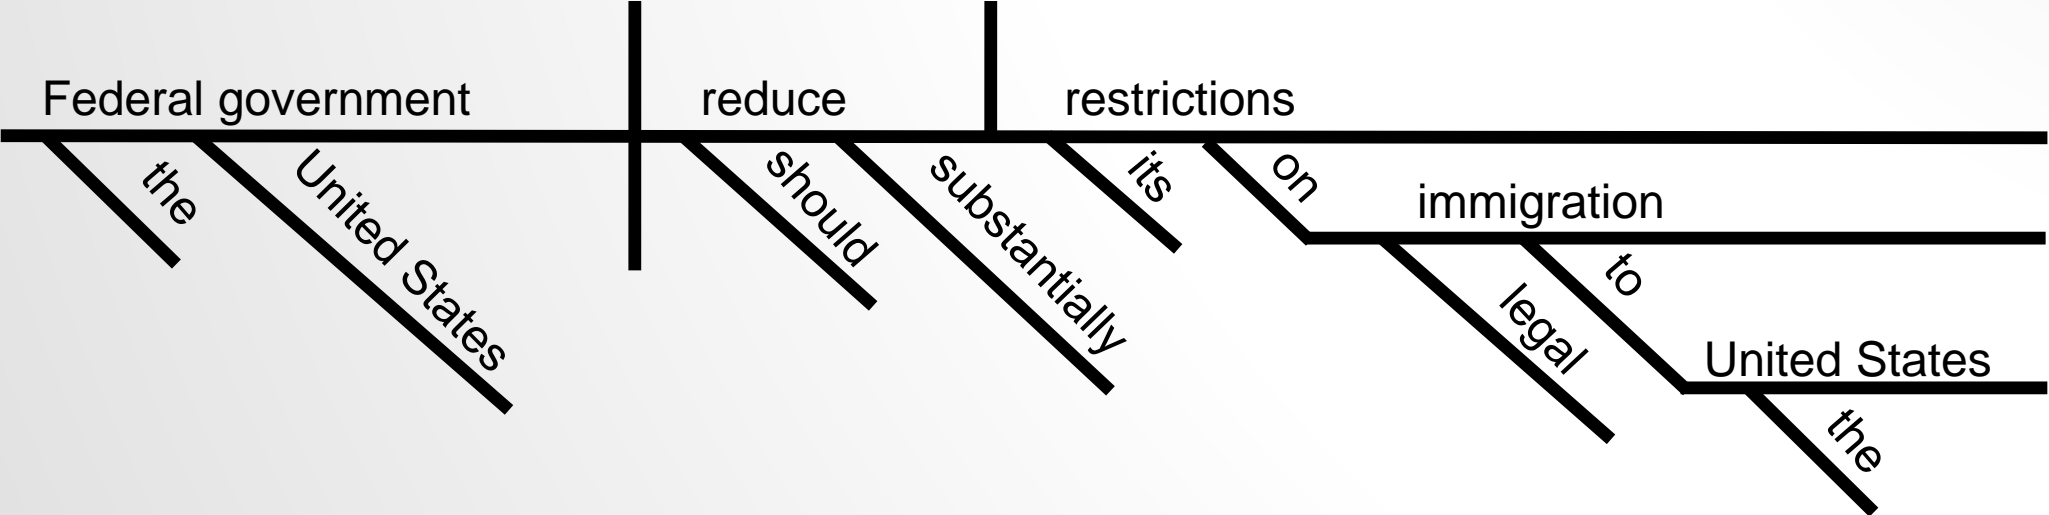 Federal government reduce restrictions
the United States should substantially its on immigration
legal to United States
the